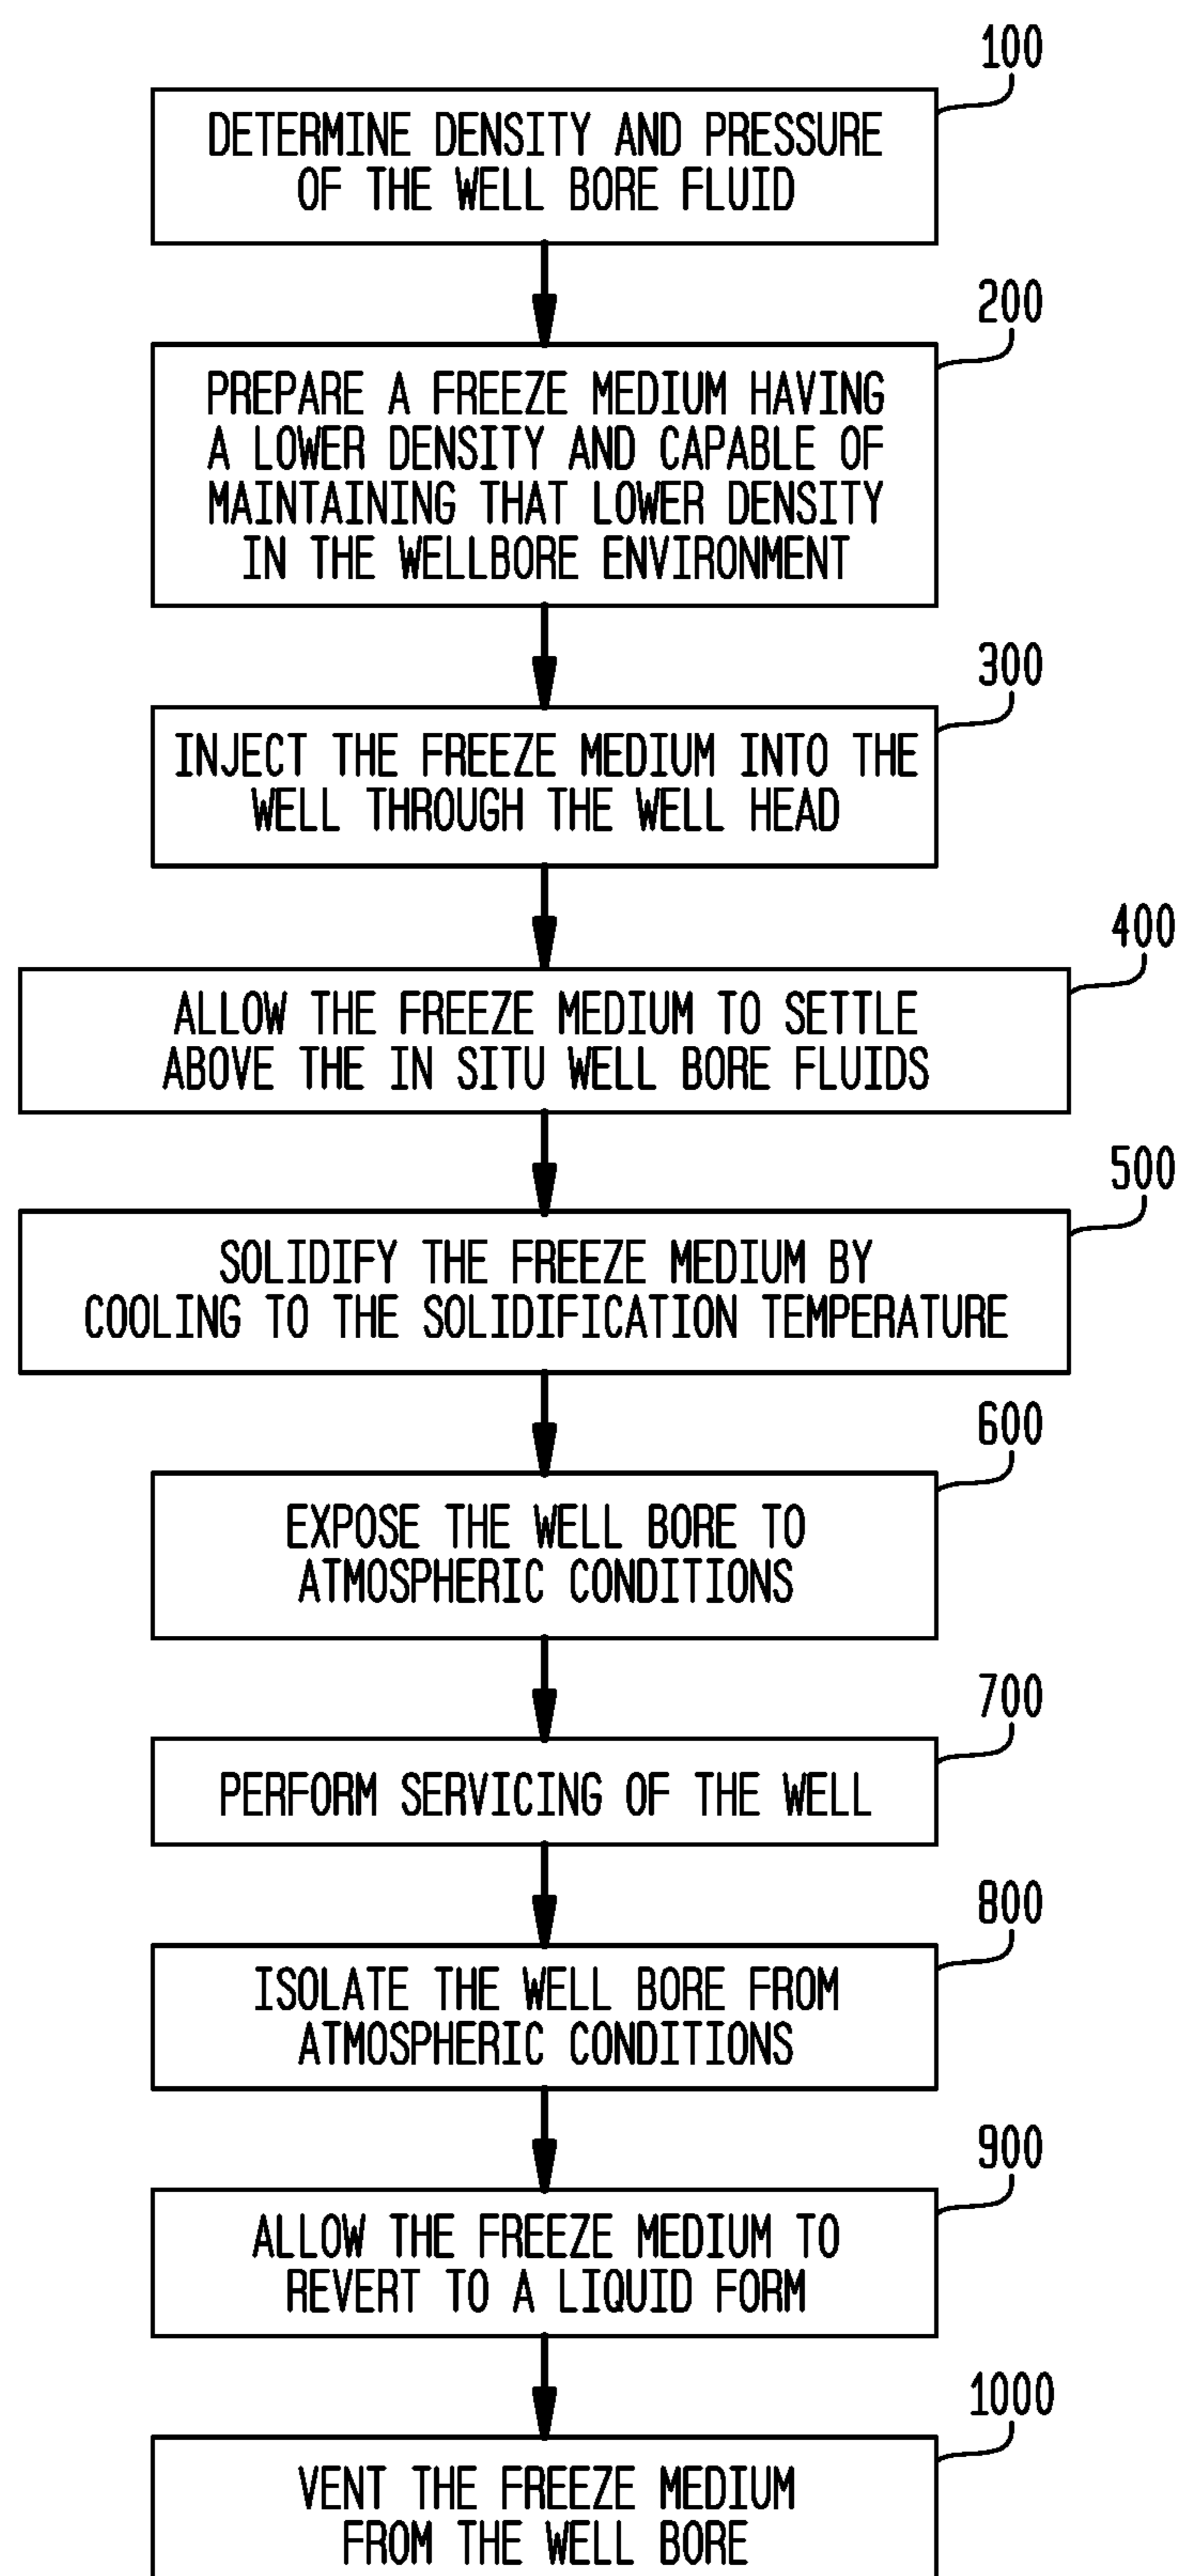 100
DETERMINE DENSITY AND PRESSURE
OF THE WELL BORE FLUID
200
PREPARE A FREEZE MEDIUM HAVING
A LOWER DENSITY AND CAPABLE OF
MAINTAINING THAT LOWER DENSITY
IN THE WELLBORE ENVIRONMENT
300
INJECT THE FREEZE MEDIUM INTO THE
WELL THROUGH THE WELL HEAD
400
ALLOW THE FREEZE MEDIUM TO SETTLE
ABOVE THE IN SITU WELL BORE FLUIDS
500
SOLIDIFY THE FREEZE MEDIUM BY
COOLING TO THE SOLIDIFICATION TEMPERATURE
600
EXPOSE THE WELL BORE TO
ATMOSPHERIC CONDITIONS
700
PERFORM SERVICING OF THE WELL
800
ISOLATE THE WELL BORE FROM
ATMOSPHERIC CONDITIONS
900
ALLOW THE FREEZE MEDIUM TO
REVERT TO A LIQUID FORM
1000
VENT THE FREEZE MEDIUM
FROM THE WELL BORE